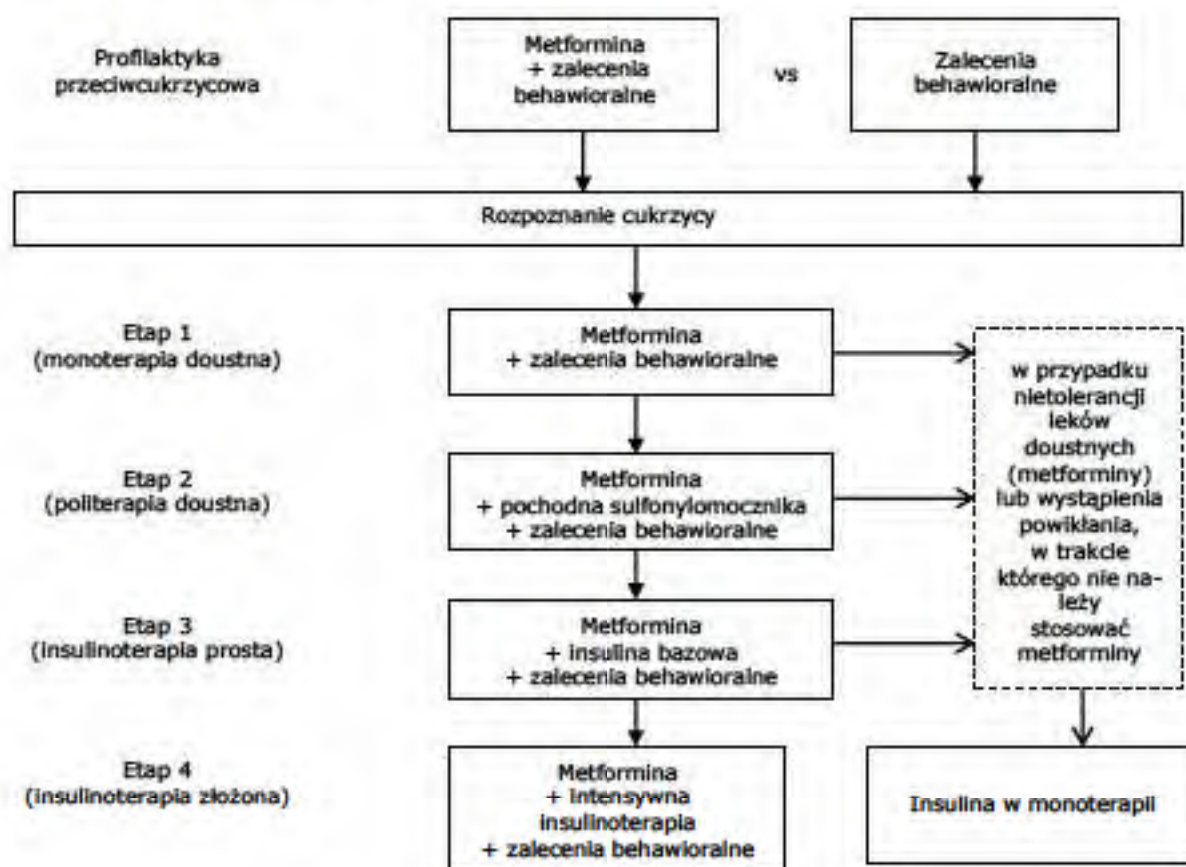 Profilaktyka
przeciwcukrzycowa
Metformina
+ zalecenia
behawioralne
vs
Zalecenia
behawioralne
Rozpoznanie cukrzycy
Etap 1
(monoterapia doustna)
Metformina
+ zalecenia behawioralne
Etap 2
(politerapia doustna)
Metformina
+ pochodna sulfonylomocznika
+ zalecenia behawioralne
Etap 3
(insulinoterapia prosta)
Metformina
+ insulina bazowa
+ zalecenia behawioralne
w przypadku
nietolerancji
leków
doustnych
(metforminy)
lub wystąpienia
powikłania,
w trakcie
którego nie na-
leży
stosować
metforminy
Etap 4
(insulinoterapia złożona)
Metformina
+ intensywna
insulinoterapia
+ zalecenia behawioralne
Insulina w monoterapii